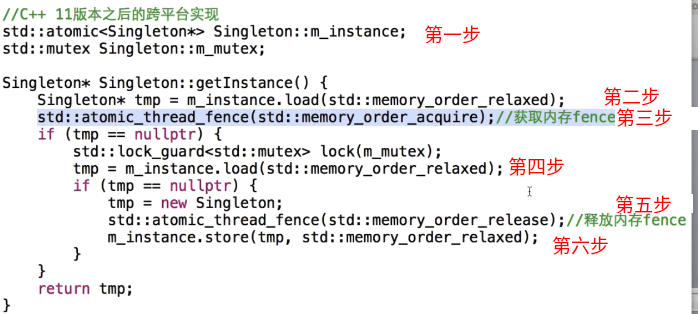 //C++ 11版本之后的跨平台实现
std::atomic<Singleton*> Singleton::m_instance; 第一步
std::mutex Singleton::m_mutex;
Singleton* Singleton::getInstance() {
Singleton* tmp = m_instance.load(std::memory_order_relaxed); 第二步
std::atomic_thread_fence(std::memory_order_acquire);//获取内存fence 第三步
if (tmp == nullptr) {
std::lock_guard<std::mutex> lock(m_mutex);
tmp = m_instance.load(std::memory_order_relaxed); 第四步
if (tmp == nullptr) {
tmp = new Singleton; 第五步
std::atomic_thread_fence(std::memory_order_release);//释放内存fence
m_instance.store(tmp, std::memory_order_relaxed); 第六步
}
}
return tmp;
}